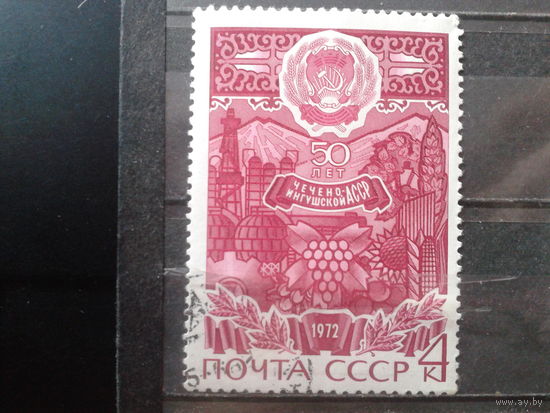 50
ЛЕТ
ЧЕЧЕНО-
ИНГУШСКОЙ АССР
1972
ПОЧТА СССР 4
К
www.ay.by